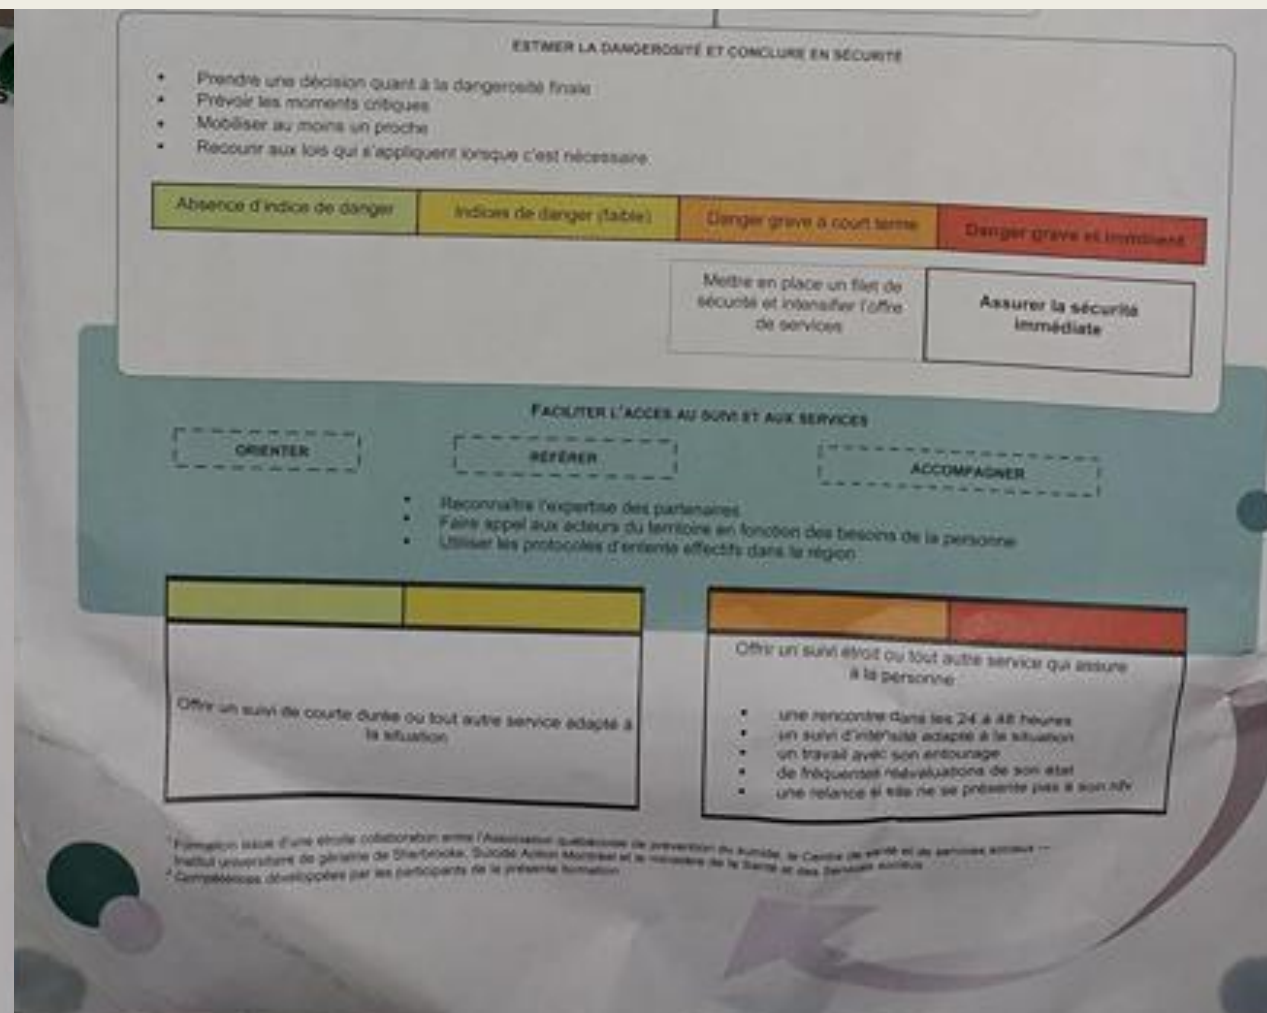 ESTIMER LA DANGEROSITÉ ET CONCLURE EN SÉCURITÉ
• Prendre une décision quant à la dangerosité finale
• Prévoir les moments critiques
• Mobiliser au moins un proche
• Recourir aux lois qui s'appliquent lorsque c'est nécessaire.
Absence d'indice de danger
Indices de danger (faible)
Danger grave à court terme
Danger grave et imminent
Mettre en place un filet de
sécurité et intensifier l'offre
de services
Assurer la sécurité
immédiate
FACILITER L'ACCÈS AU SUIVI ET AUX SERVICES
ORIENTER
RÉFÉRER
ACCOMPAGNER
• Reconnaître l'expertise des partenaires
• Faire appel aux acteurs du territoire en fonction des besoins de la personne
• Utiliser les protocoles d'entente effectifs dans la région
Offrir un suivi de courte durée ou tout autre service adapté à
la situation
Offrir un suivi étroit ou tout autre service qui assure
à la personne
• une rencontre dans les 24 à 48 heures
• un suivi d'intensité adapté à la situation
• un travail avec son entourage
• de fréquentes réévaluations de son état
• une relance si elle ne se présente pas à son rdv
¹ Formation issue d'une étroite collaboration entre l'Association québécoise de prévention du suicide, le Centre de santé et de services sociaux —
Institut universitaire de gériatrie de Sherbrooke, Suicide Action Montréal et le ministère de la Santé et des Services sociaux
² Compétences développées par les participants de la présente formation